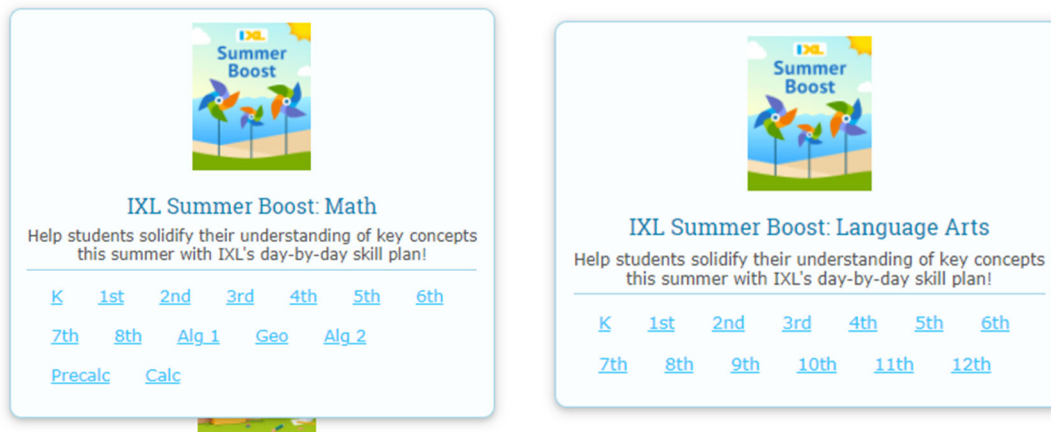 IXL
Summer
Boost
IXL Summer Boost: Math
Help students solidify their understanding of key concepts
this summer with IXL's day-by-day skill plan!
K 1st 2nd 3rd 4th 5th 6th
7th 8th Alg 1 Geo Alg 2
Precalc Calc
IXL
Summer
Boost
IXL Summer Boost: Language Arts
Help students solidify their understanding of key concepts
this summer with IXL's day-by-day skill plan!
K 1st 2nd 3rd 4th 5th 6th
7th 8th 9th 10th 11th 12th